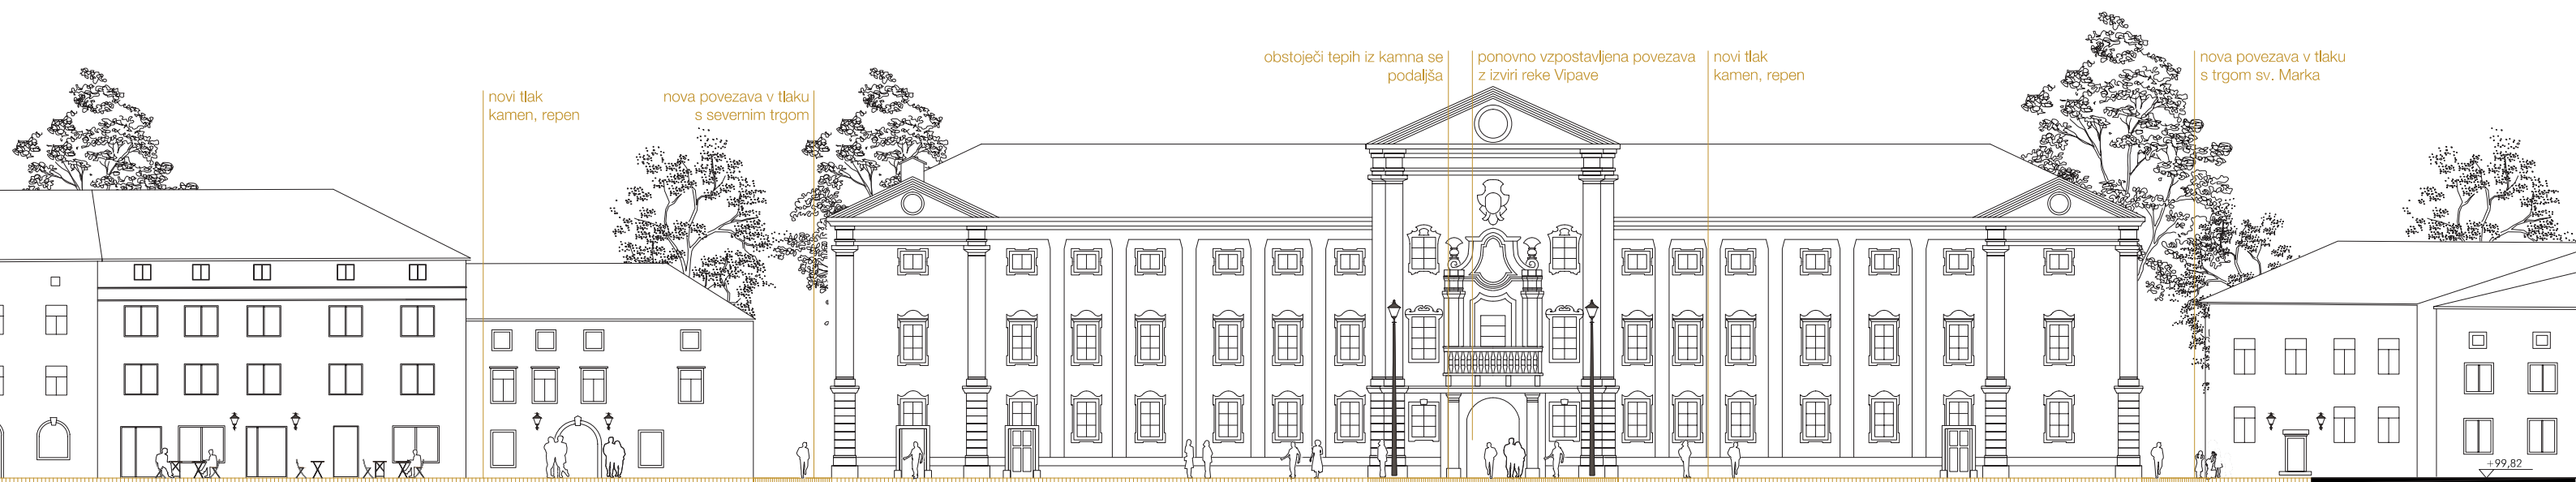 novi tlak
kamen, repen
nova povezava v tlaku
s severnim trgom
obstoječi tepih iz kamna se
podaljša
ponovno vzpostavljena povezava
z izviri reke Vipave
novi tlak
kamen, repen
nova povezava v tlaku
s trgom sv. Marka
+99,82